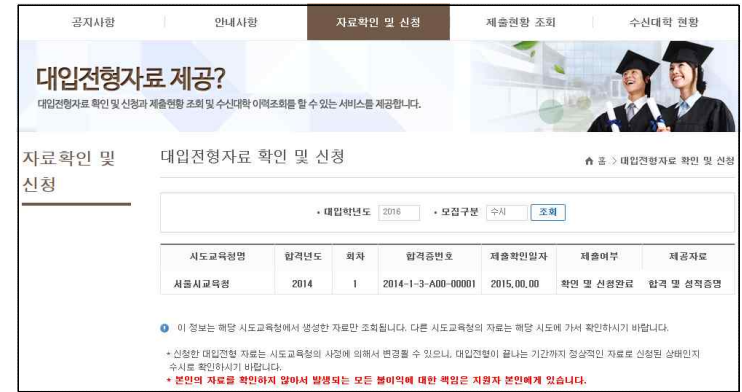 공지사항 안내사항 자료확인 및 신청 제출현황 조회 수신대학 현황
대입전형자료 제공?
대입전형자료 확인 및 신청과 제출현황 조회 및 수신대학 이력조회를 할 수 있는 서비스를 제공합니다.
자료확인 및
신청
대입전형자료 확인 및 신청
홈 > 대입전형자료 확인 및 신청
• 대입학년도 2016 • 모집구분 수시 조회
시도교육청명 합격년도 회차 합격증번호 제출확인일자 제출여부 제공자료
서울시교육청 2014 1 2014-1-3-A00-00001 2015.00.00 확인 및 신청완료 합격 및 성적증명
이 정보는 해당 시도교육청에서 생성한 자료만 조회됩니다. 다른 시도교육청의 자료는 해당 시도에 가서 확인하시기 바랍니다.
* 신청한 대입전형 자료는 시도교육청의 사정에 의해서 변경될 수 있으니, 대입전형이 끝나는 기간까지 정상적인 자료로 신청된 상태인지
수시로 확인하시기 바랍니다.
* 본인의 자료를 확인하지 않아서 발생되는 모든 불이익에 대한 책임은 지원자 본인에게 있습니다.